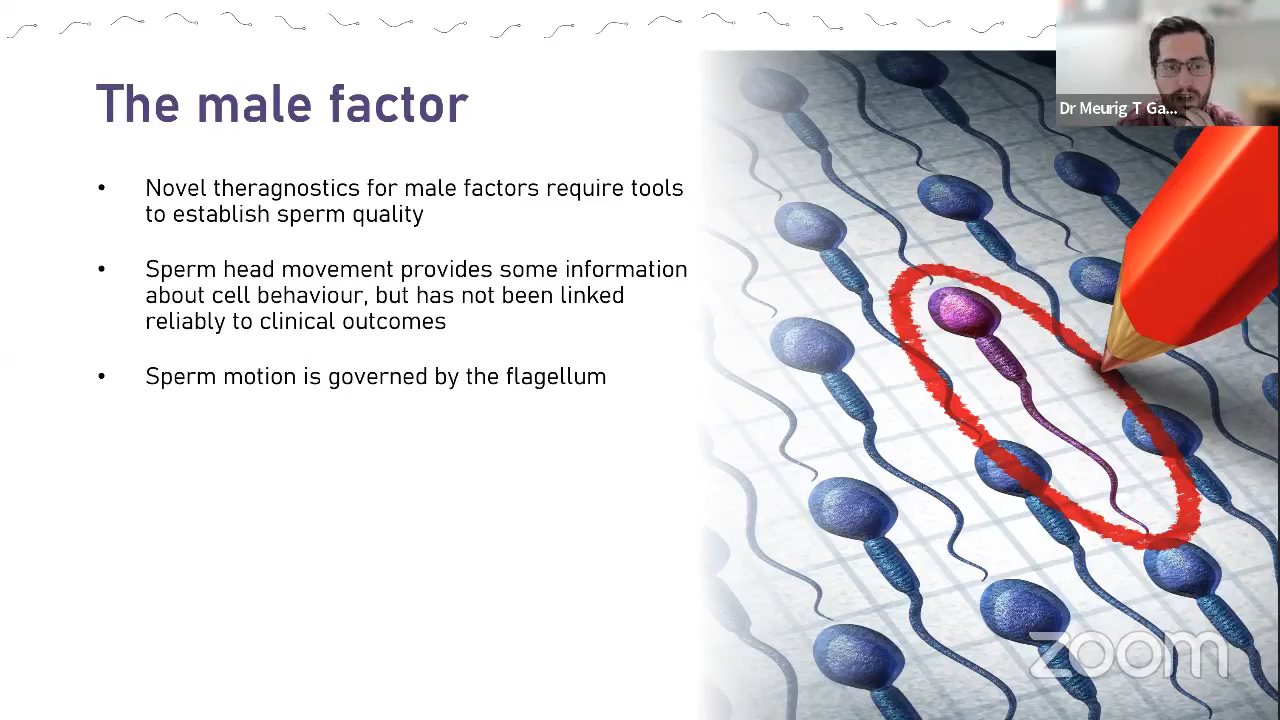 The male factor
• Novel theragnostics for male factors require tools
to establish sperm quality
• Sperm head movement provides some information
about cell behaviour, but has not been linked
reliably to clinical outcomes
• Sperm motion is governed by the flagellum
Dr Meurig T Ga...
zoom